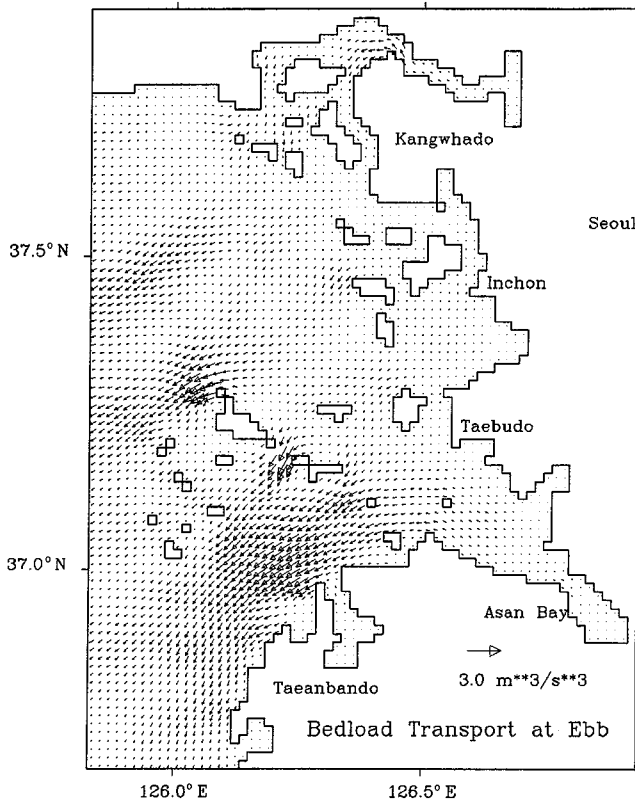 Kangwhado
Seoul
37.5° N
Inchon
Taebudo
37.0° N
Asan Bay
3.0 m**3/s**3
Taeanbando
Bedload Transport at Ebb
126.0° E
126.5° E